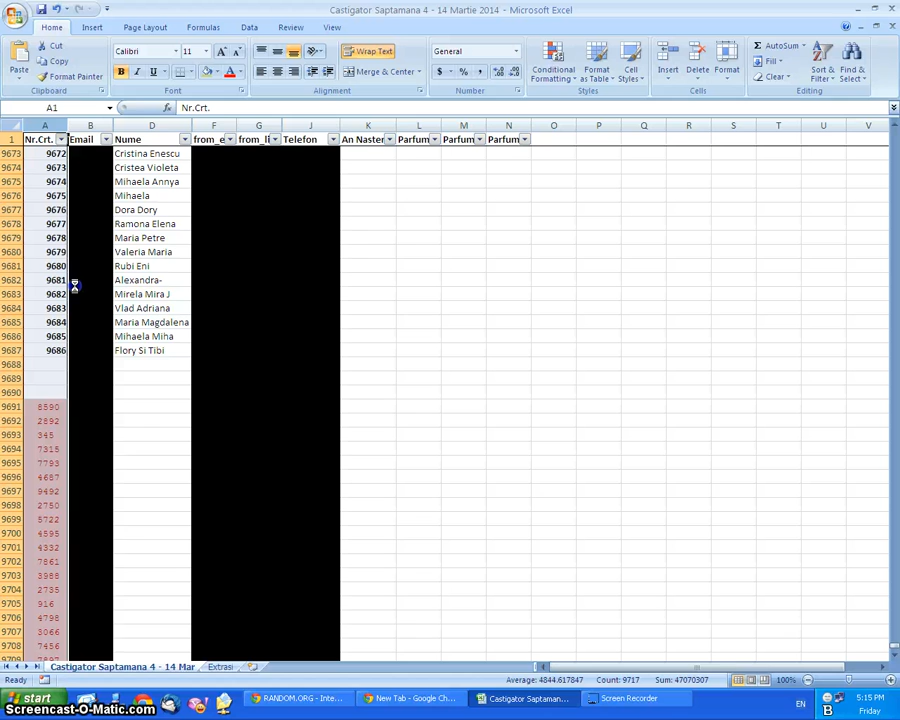 Castigator Saptamana 4 - 14 Martie 2014 - Microsoft Excel
Home Insert Page Layout Formulas Data Review View
Paste
Cut
Copy
Format Painter
Clipboard
Calibri 11
B I U
Font
Wrap Text
Merge & Center
Alignment
General
$ % ,
Number
Conditional Formatting
Format as Table
Cell Styles
Styles
Insert Delete Format
Cells
AutoSum
Fill
Clear
Sort & Filter
Find & Select
Editing
A1 fx Nr.Crt.
A B D F G J K L M N O P Q R S T U V
1 Nr.Crt. Email Nume from_e from_li Telefon An Naster Parfum Parfum Parfum
9673 9672 Cristina Enescu
9674 9673 Cristea Violeta
9675 9674 Mihaela Annya
9676 9675 Mihaela
9677 9676 Dora Dory
9678 9677 Ramona Elena
9679 9678 Maria Petre
9680 9679 Valeria Maria
9681 9680 Rubi Eni
9682 9681 Alexandra-
9683 9682 Mirela Mira J
9684 9683 Vlad Adriana
9685 9684 Maria Magdalena
9686 9685 Mihaela Miha
9687 9686 Flory Si Tibi
9688
9689
9690
9691 8590
9692 2892
9693 345
9694 7315
9695 7793
9696 4687
9697 9492
9698 2750
9699 5722
9700 4595
9701 4332
9702 7861
9703 3988
9704 2735
9705 916
9706 4798
9707 3066
9708 7456
9709
Castigator Saptamana 4 - 14 Mar Extrasi
Ready Average: 4844.617847 Count: 9717 Sum: 47070307 100%
start RANDOM.ORG - Inte... New Tab - Google Ch... Castigator Saptaman... Screen Recorder EN 5:15 PM
Friday
Screencast-O-Matic.com